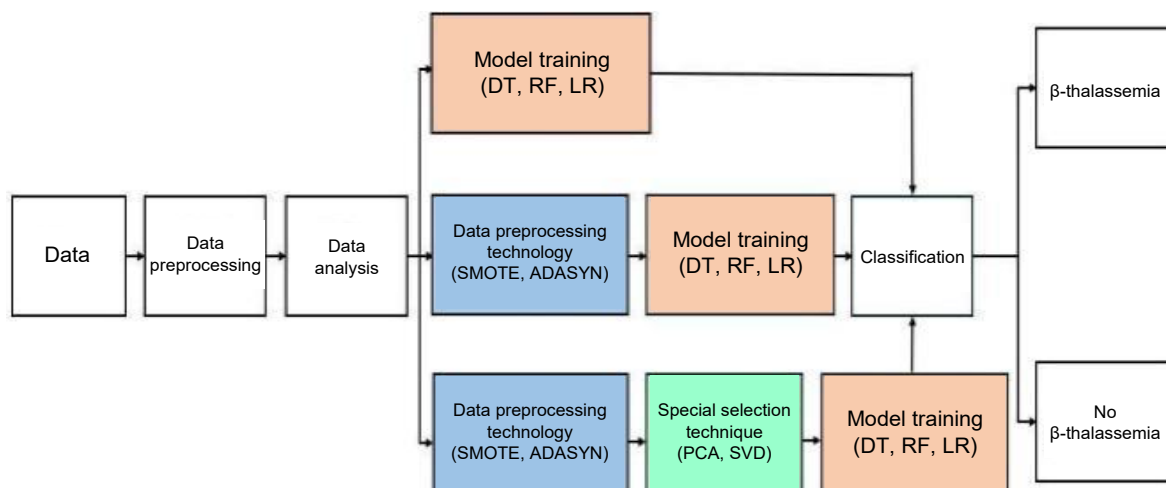 Model training
(DT, RF, LR)
β-thalassemia
Data
Data
preprocessing
Data
analysis
Data preprocessing
technology
(SMOTE, ADASYN)
Model training
(DT, RF, LR)
Classification
Data preprocessing
technology
(SMOTE, ADASYN)
Special selection
technique
(PCA, SVD)
Model training
(DT, RF, LR)
No
β-thalassemia